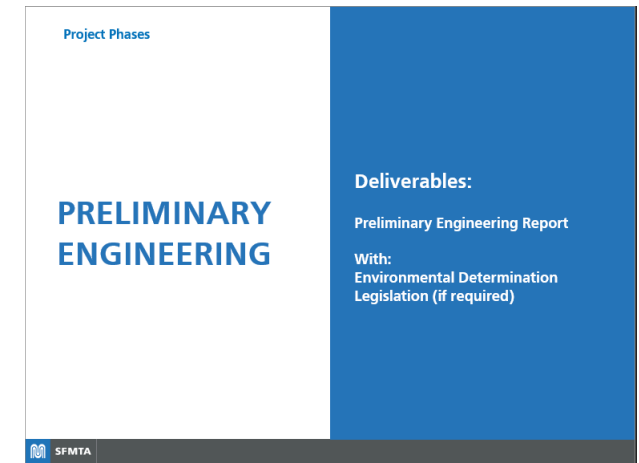 Project Phases
PRELIMINARY
ENGINEERING
Deliverables:
Preliminary Engineering Report
With:
Environmental Determination
Legislation (if required)
SFMTA